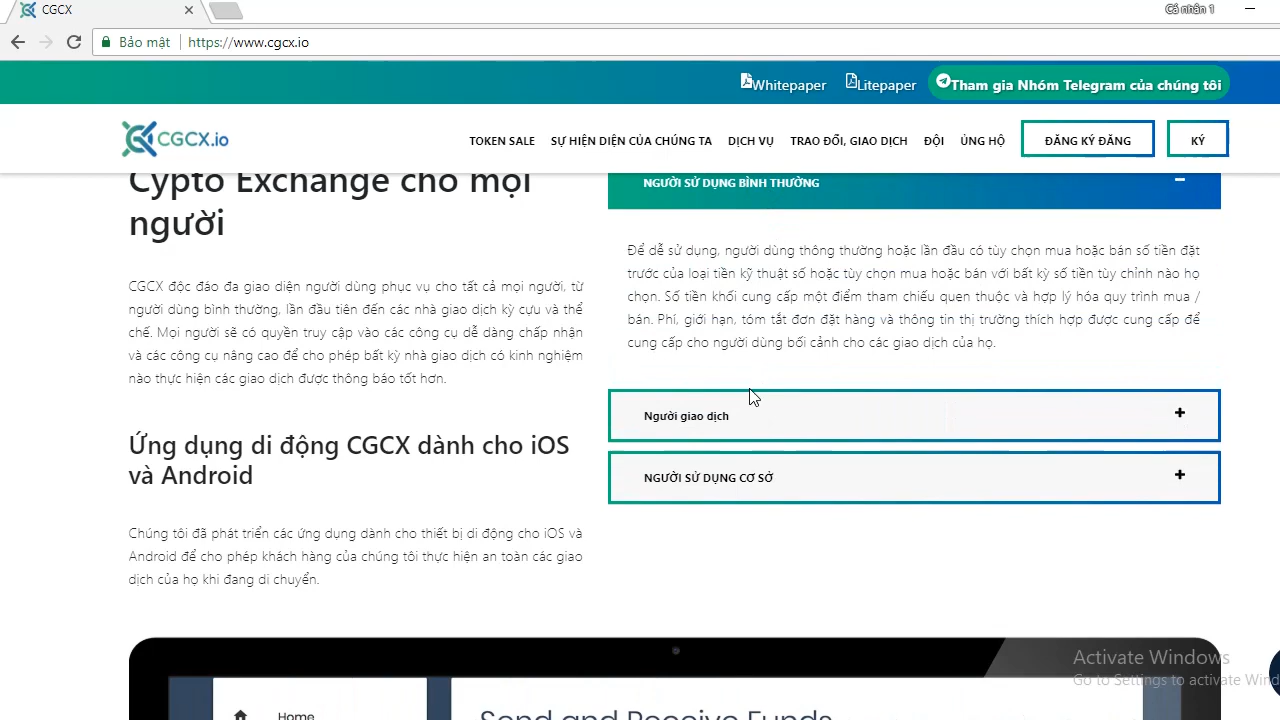 CGCX
Cá nhân 1
Bảo mật
https://www.cgcx.io
Whitepaper
Litepaper
Tham gia Nhóm Telegram của chúng tôi
CGCX.io
TOKEN SALE
SỰ HIỆN DIỆN CỦA CHÚNG TA
DỊCH VỤ
TRAO ĐỔI, GIAO DỊCH
ĐỘI
ỦNG HỘ
ĐĂNG KÝ ĐĂNG
KÝ
Cypto Exchange cho mọi
người
CGCX độc đáo đa giao diện người dùng phục vụ cho tất cả mọi người, từ
người dùng bình thường, lần đầu tiên đến các nhà giao dịch kỳ cựu và thể
chế. Mọi người sẽ có quyền truy cập vào các công cụ dễ dàng chấp nhận
và các công cụ nâng cao để cho phép bất kỳ nhà giao dịch có kinh nghiệm
nào thực hiện các giao dịch được thông báo tốt hơn.
Ứng dụng di động CGCX dành cho iOS
và Android
Chúng tôi đã phát triển các ứng dụng dành cho thiết bị di động cho iOS và
Android để cho phép khách hàng của chúng tôi thực hiện an toàn các giao
dịch của họ khi đang di chuyển.
NGƯỜI SỬ DỤNG BÌNH THƯỜNG
Để dễ sử dụng, người dùng thông thường hoặc lần đầu có tùy chọn mua hoặc bán số tiền đặt
trước của loại tiền kỹ thuật số hoặc tùy chọn mua hoặc bán với bất kỳ số tiền tùy chỉnh nào họ
chọn. Số tiền khối cung cấp một điểm tham chiếu quen thuộc và hợp lý hóa quy trình mua /
bán. Phí, giới hạn, tóm tắt đơn đặt hàng và thông tin thị trường thích hợp được cung cấp để
cung cấp cho người dùng bối cảnh cho các giao dịch của họ.
Người giao dịch
NGƯỜI SỬ DỤNG CƠ SỞ
Home
Send and Receive Funds
Activate Windows
Go to Settings to activate Wind